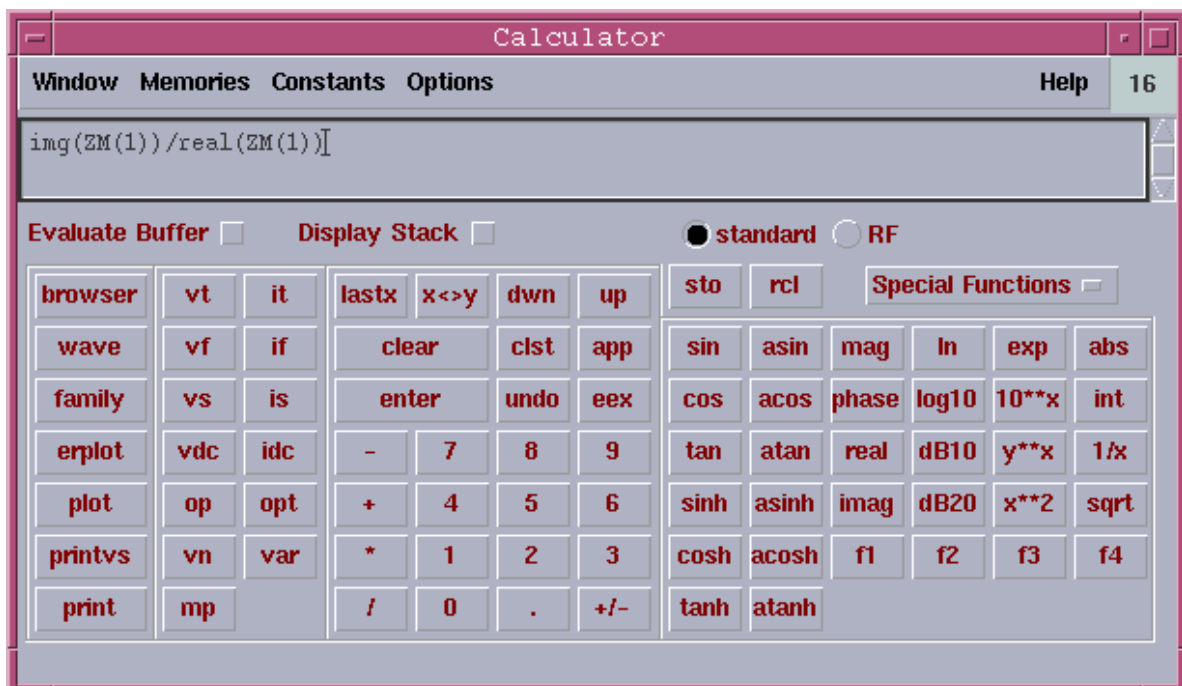 Calculator
Window Memories Constants Options Help 16
img(ZM(1))/real(ZM(1))
Evaluate Buffer Display Stack standard RF
browser vt it lastx x<>y dwn up sto rcl Special Functions
wave vf if clear clst app sin asin mag ln exp abs
family vs is enter undo eex cos acos phase log10 10**x int
erplot vdc idc - 7 8 9 tan atan real dB10 y**x 1/x
plot op opt + 4 5 6 sinh asinh imag dB20 x**2 sqrt
printvs vn var * 1 2 3 cosh acosh f1 f2 f3 f4
print mp / 0 . +/- tanh atanh